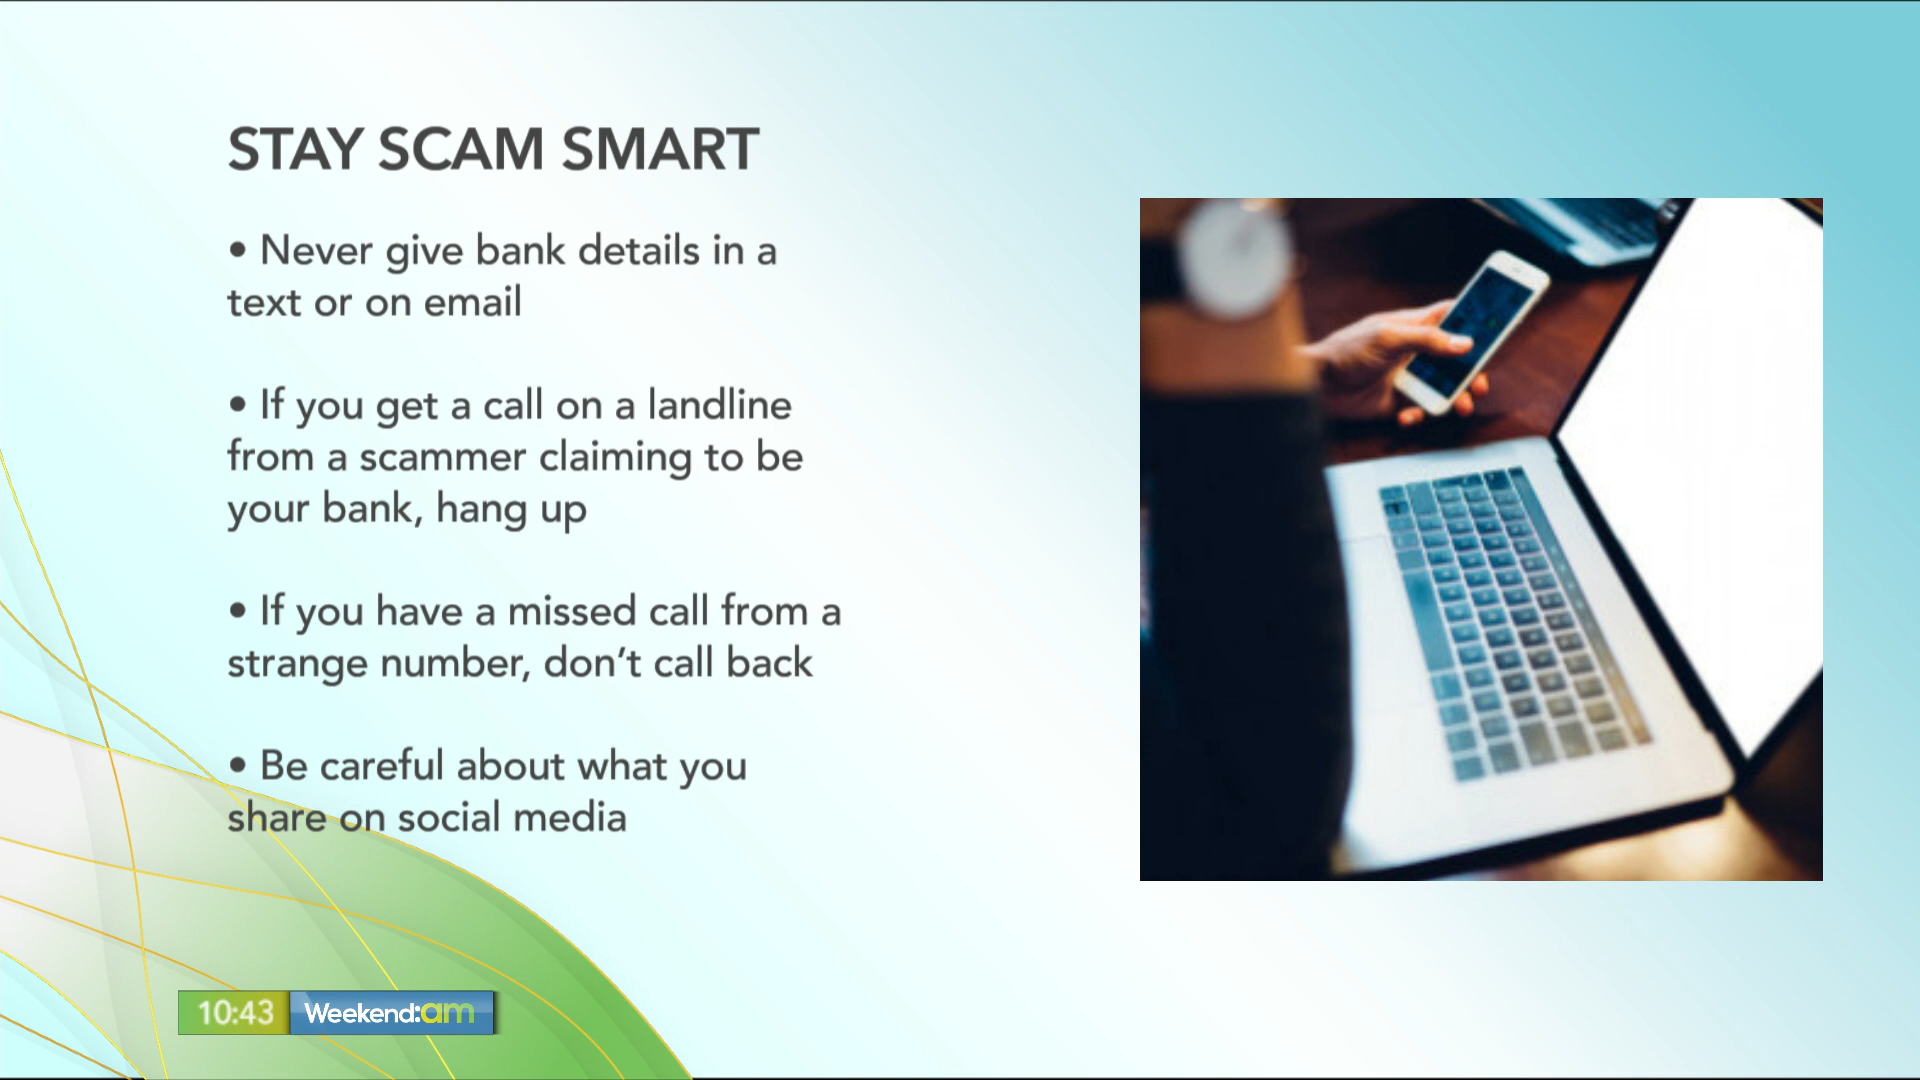 STAY SCAM SMART
• Never give bank details in a
text or on email
• If you get a call on a landline
from a scammer claiming to be
your bank, hang up
• If you have a missed call from a
strange number, don’t call back
• Be careful about what you
share on social media
10:43 Weekend:am